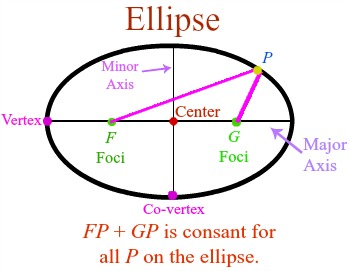 Ellipse
Minor
Axis
P
Vertex
Center
F
G
Foci
Foci
Major
Axis
Co-vertex
FP + GP is consant for
all P on the ellipse.